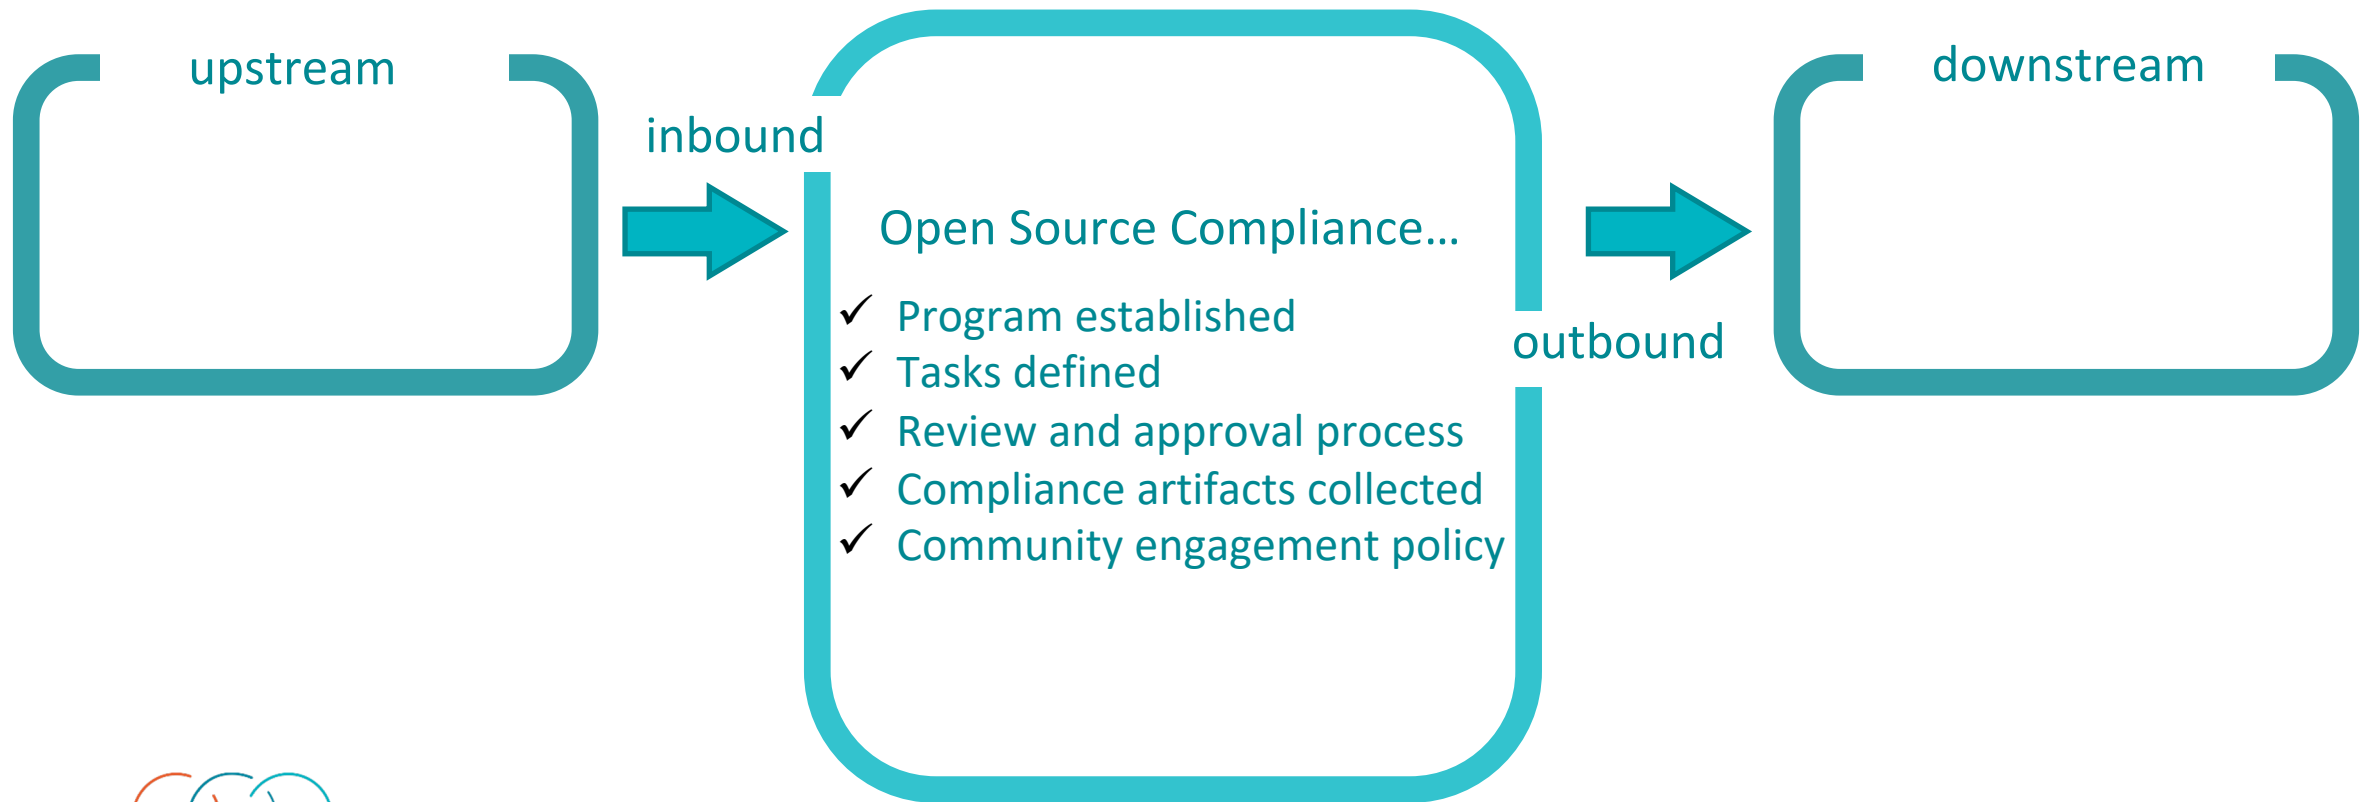 upstream
inbound
Open Source Compliance...
Program established
Tasks defined
Review and approval process
Compliance artifacts collected
Community engagement policy
outbound
downstream